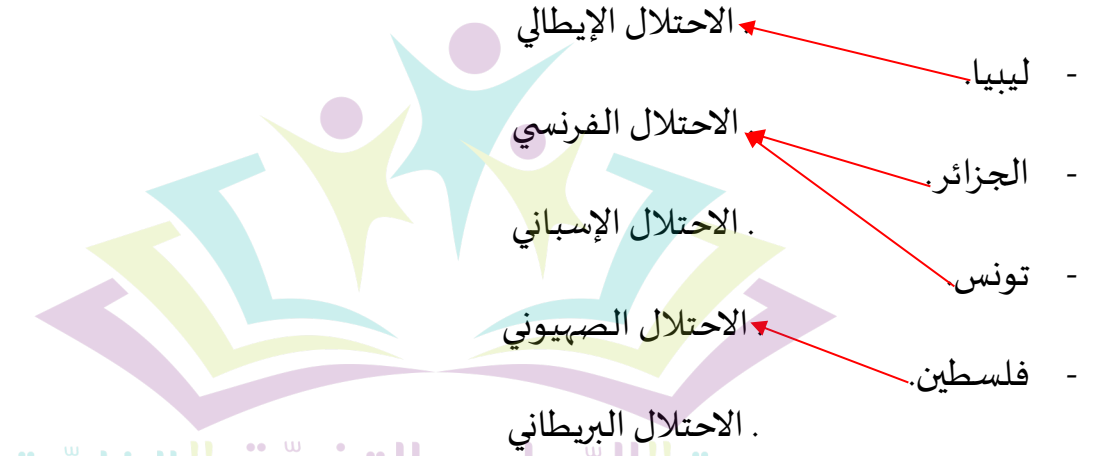 . الاحتلال الإيطالي
- ليبيا.
. الاحتلال الفرنسي
- الجزائر.
. الاحتلال الإسباني
- تونس.
. الاحتلال الصهيوني
- فلسطين.
. الاحتلال البريطاني